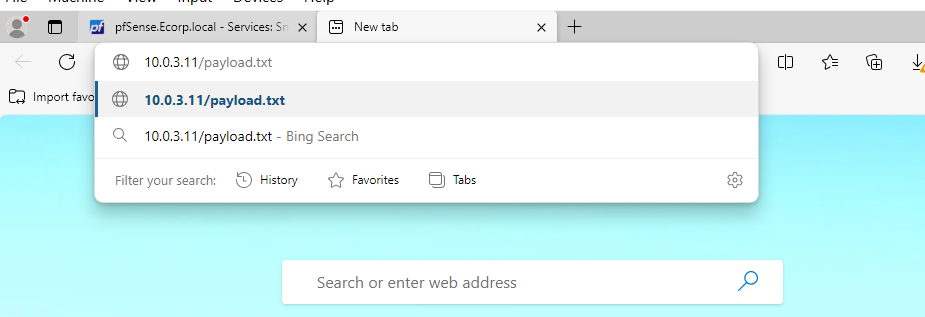 File Machine View Input Devices Help
pfSense.Ecorp.local - Services: Sn
New tab
10.0.3.11/payload.txt
Import favo
10.0.3.11/payload.txt
10.0.3.11/payload.txt - Bing Search
Filter your search: History Favorites Tabs
Search or enter web address